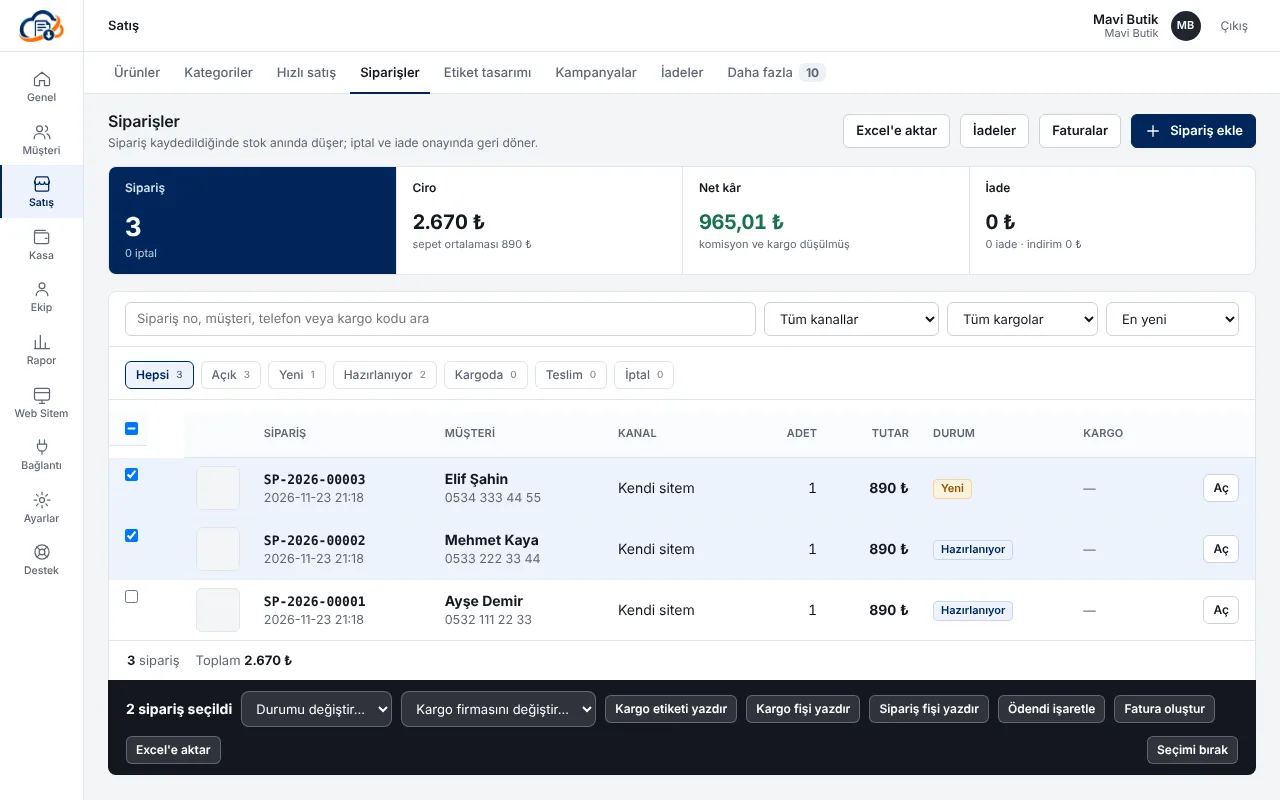 Satış
Mavi Butik
Mavi Butik
MB
Çıkış
Genel
Müşteri
Satış
Kasa
Ekip
Rapor
Web Sitem
Bağlantı
Ayarlar
Destek
Ürünler Kategoriler Hızlı satış Siparişler Etiket tasarımı Kampanyalar İadeler Daha fazla 10
Siparişler
Sipariş kaydedildiğinde stok anında düşer; iptal ve iade onayında geri döner.
Excel'e aktar İadeler Faturalar + Sipariş ekle
Sipariş
3
0 iptal
Ciro
2.670 ₺
sepet ortalaması 890 ₺
Net kâr
965,01 ₺
komisyon ve kargo düşülmüş
İade
0 ₺
0 iade · indirim 0 ₺
Sipariş no, müşteri, telefon veya kargo kodu ara Tüm kanallar Tüm kargolar En yeni
Hepsi 3 Açık 3 Yeni 1 Hazırlanıyor 2 Kargoda 0 Teslim 0 İptal 0
SİPARİŞ MÜŞTERİ KANAL ADET TUTAR DURUM KARGO
SP-2026-00003 Elif Şahin Kendi sitem 1 890 ₺ Yeni — Aç
2026-11-23 21:18 0534 333 44 55
SP-2026-00002 Mehmet Kaya Kendi sitem 1 890 ₺ Hazırlanıyor — Aç
2026-11-23 21:18 0533 222 33 44
SP-2026-00001 Ayşe Demir Kendi sitem 1 890 ₺ Hazırlanıyor — Aç
2026-11-23 21:18 0532 111 22 33
3 sipariş Toplam 2.670 ₺
2 sipariş seçildi Durumu değiştir... Kargo firmasını değiştir... Kargo etiketi yazdır Kargo fişi yazdır Sipariş fişi yazdır Ödendi işaretle Fatura oluştur
Excel'e aktar Seçimi bırak